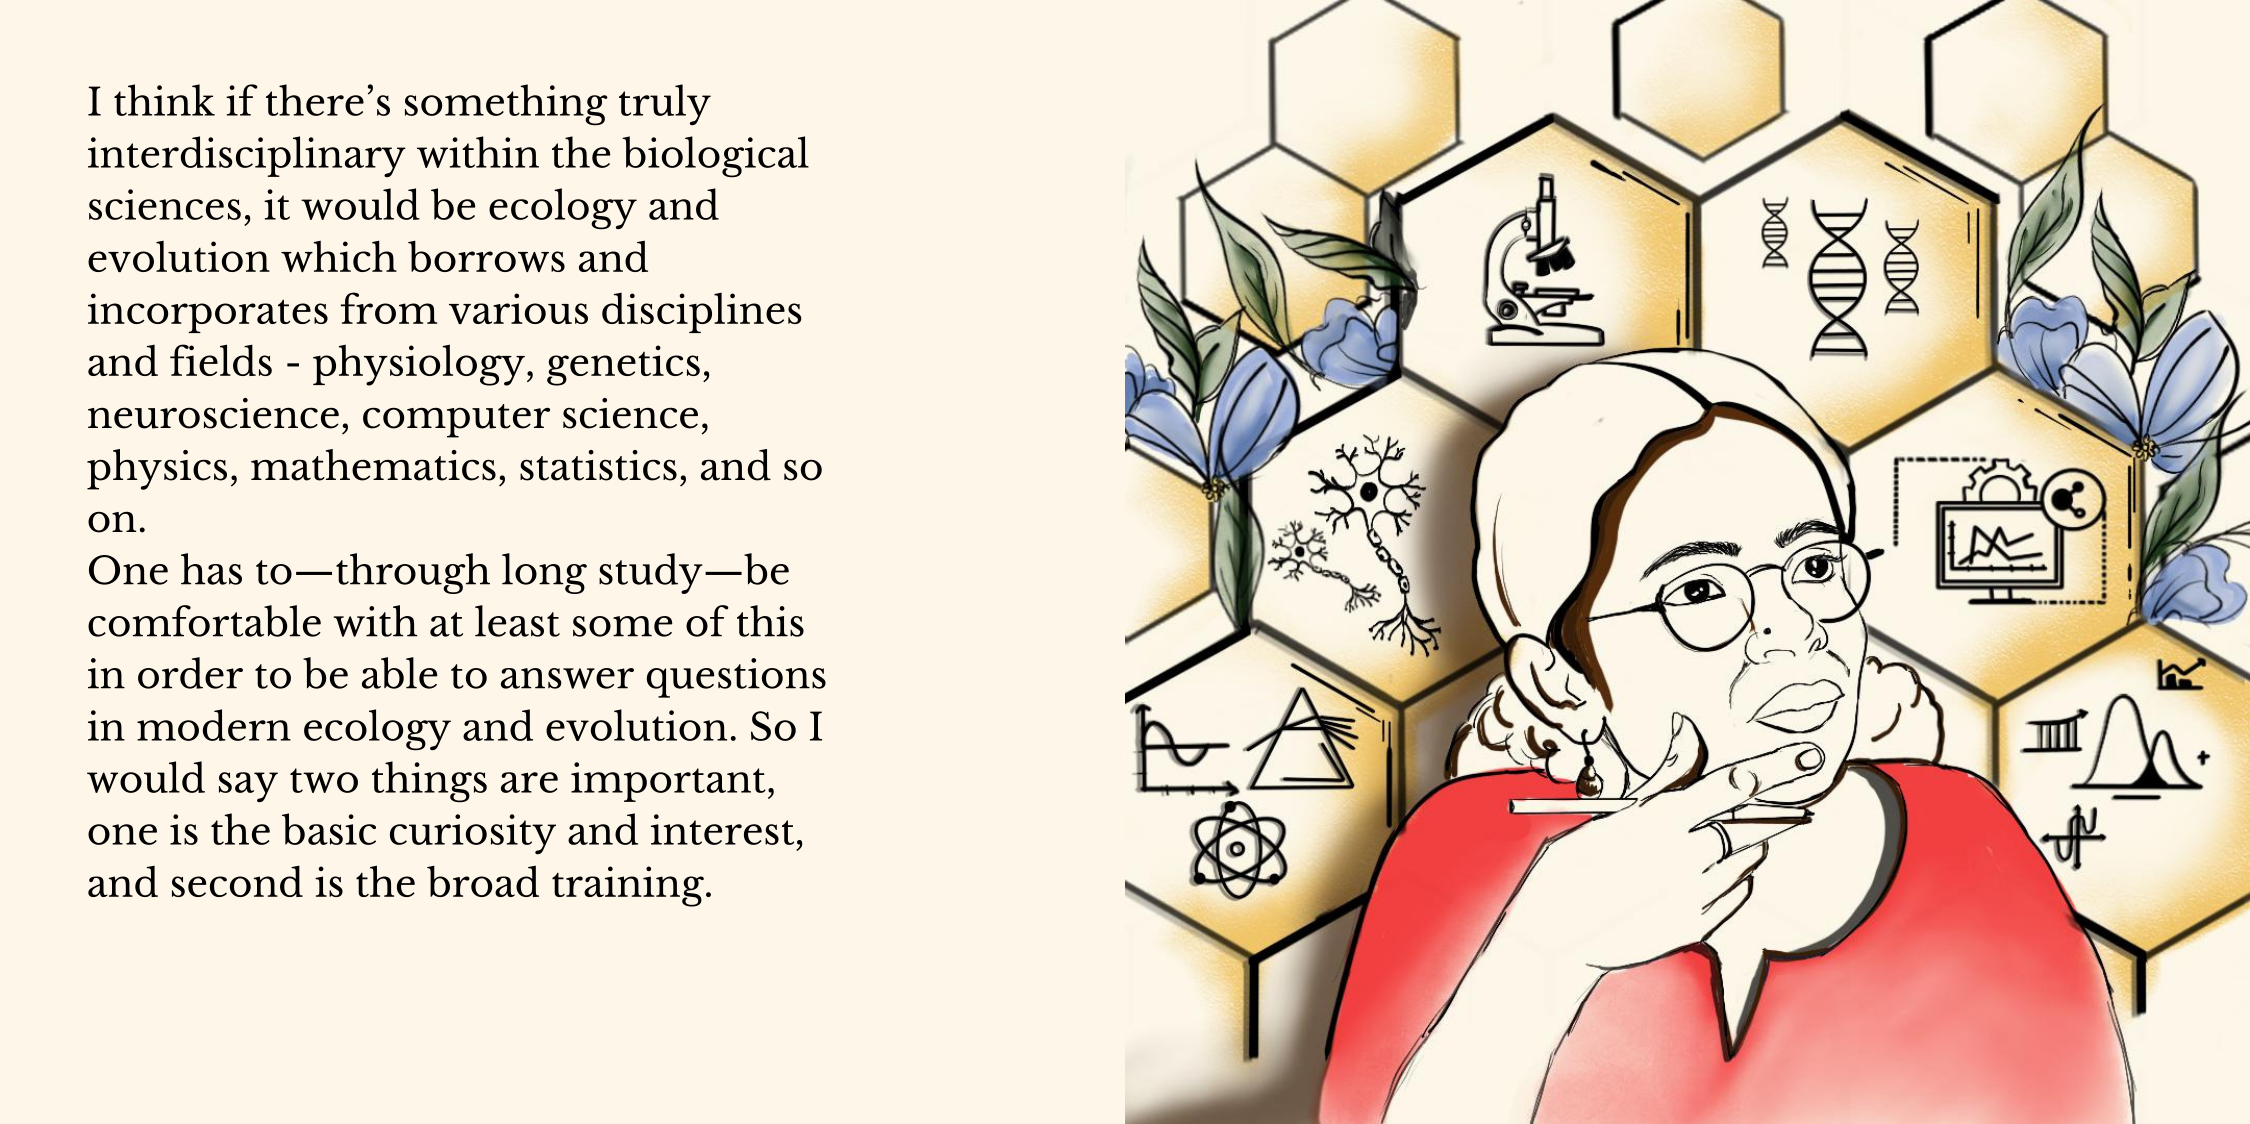 I think if there’s something truly
interdisciplinary within the biological
sciences, it would be ecology and
evolution which borrows and
incorporates from various disciplines
and fields - physiology, genetics,
neuroscience, computer science,
physics, mathematics, statistics, and so
on.
One has to—through long study—be
comfortable with at least some of this
in order to be able to answer questions
in modern ecology and evolution. So I
would say two things are important,
one is the basic curiosity and interest,
and second is the broad training.